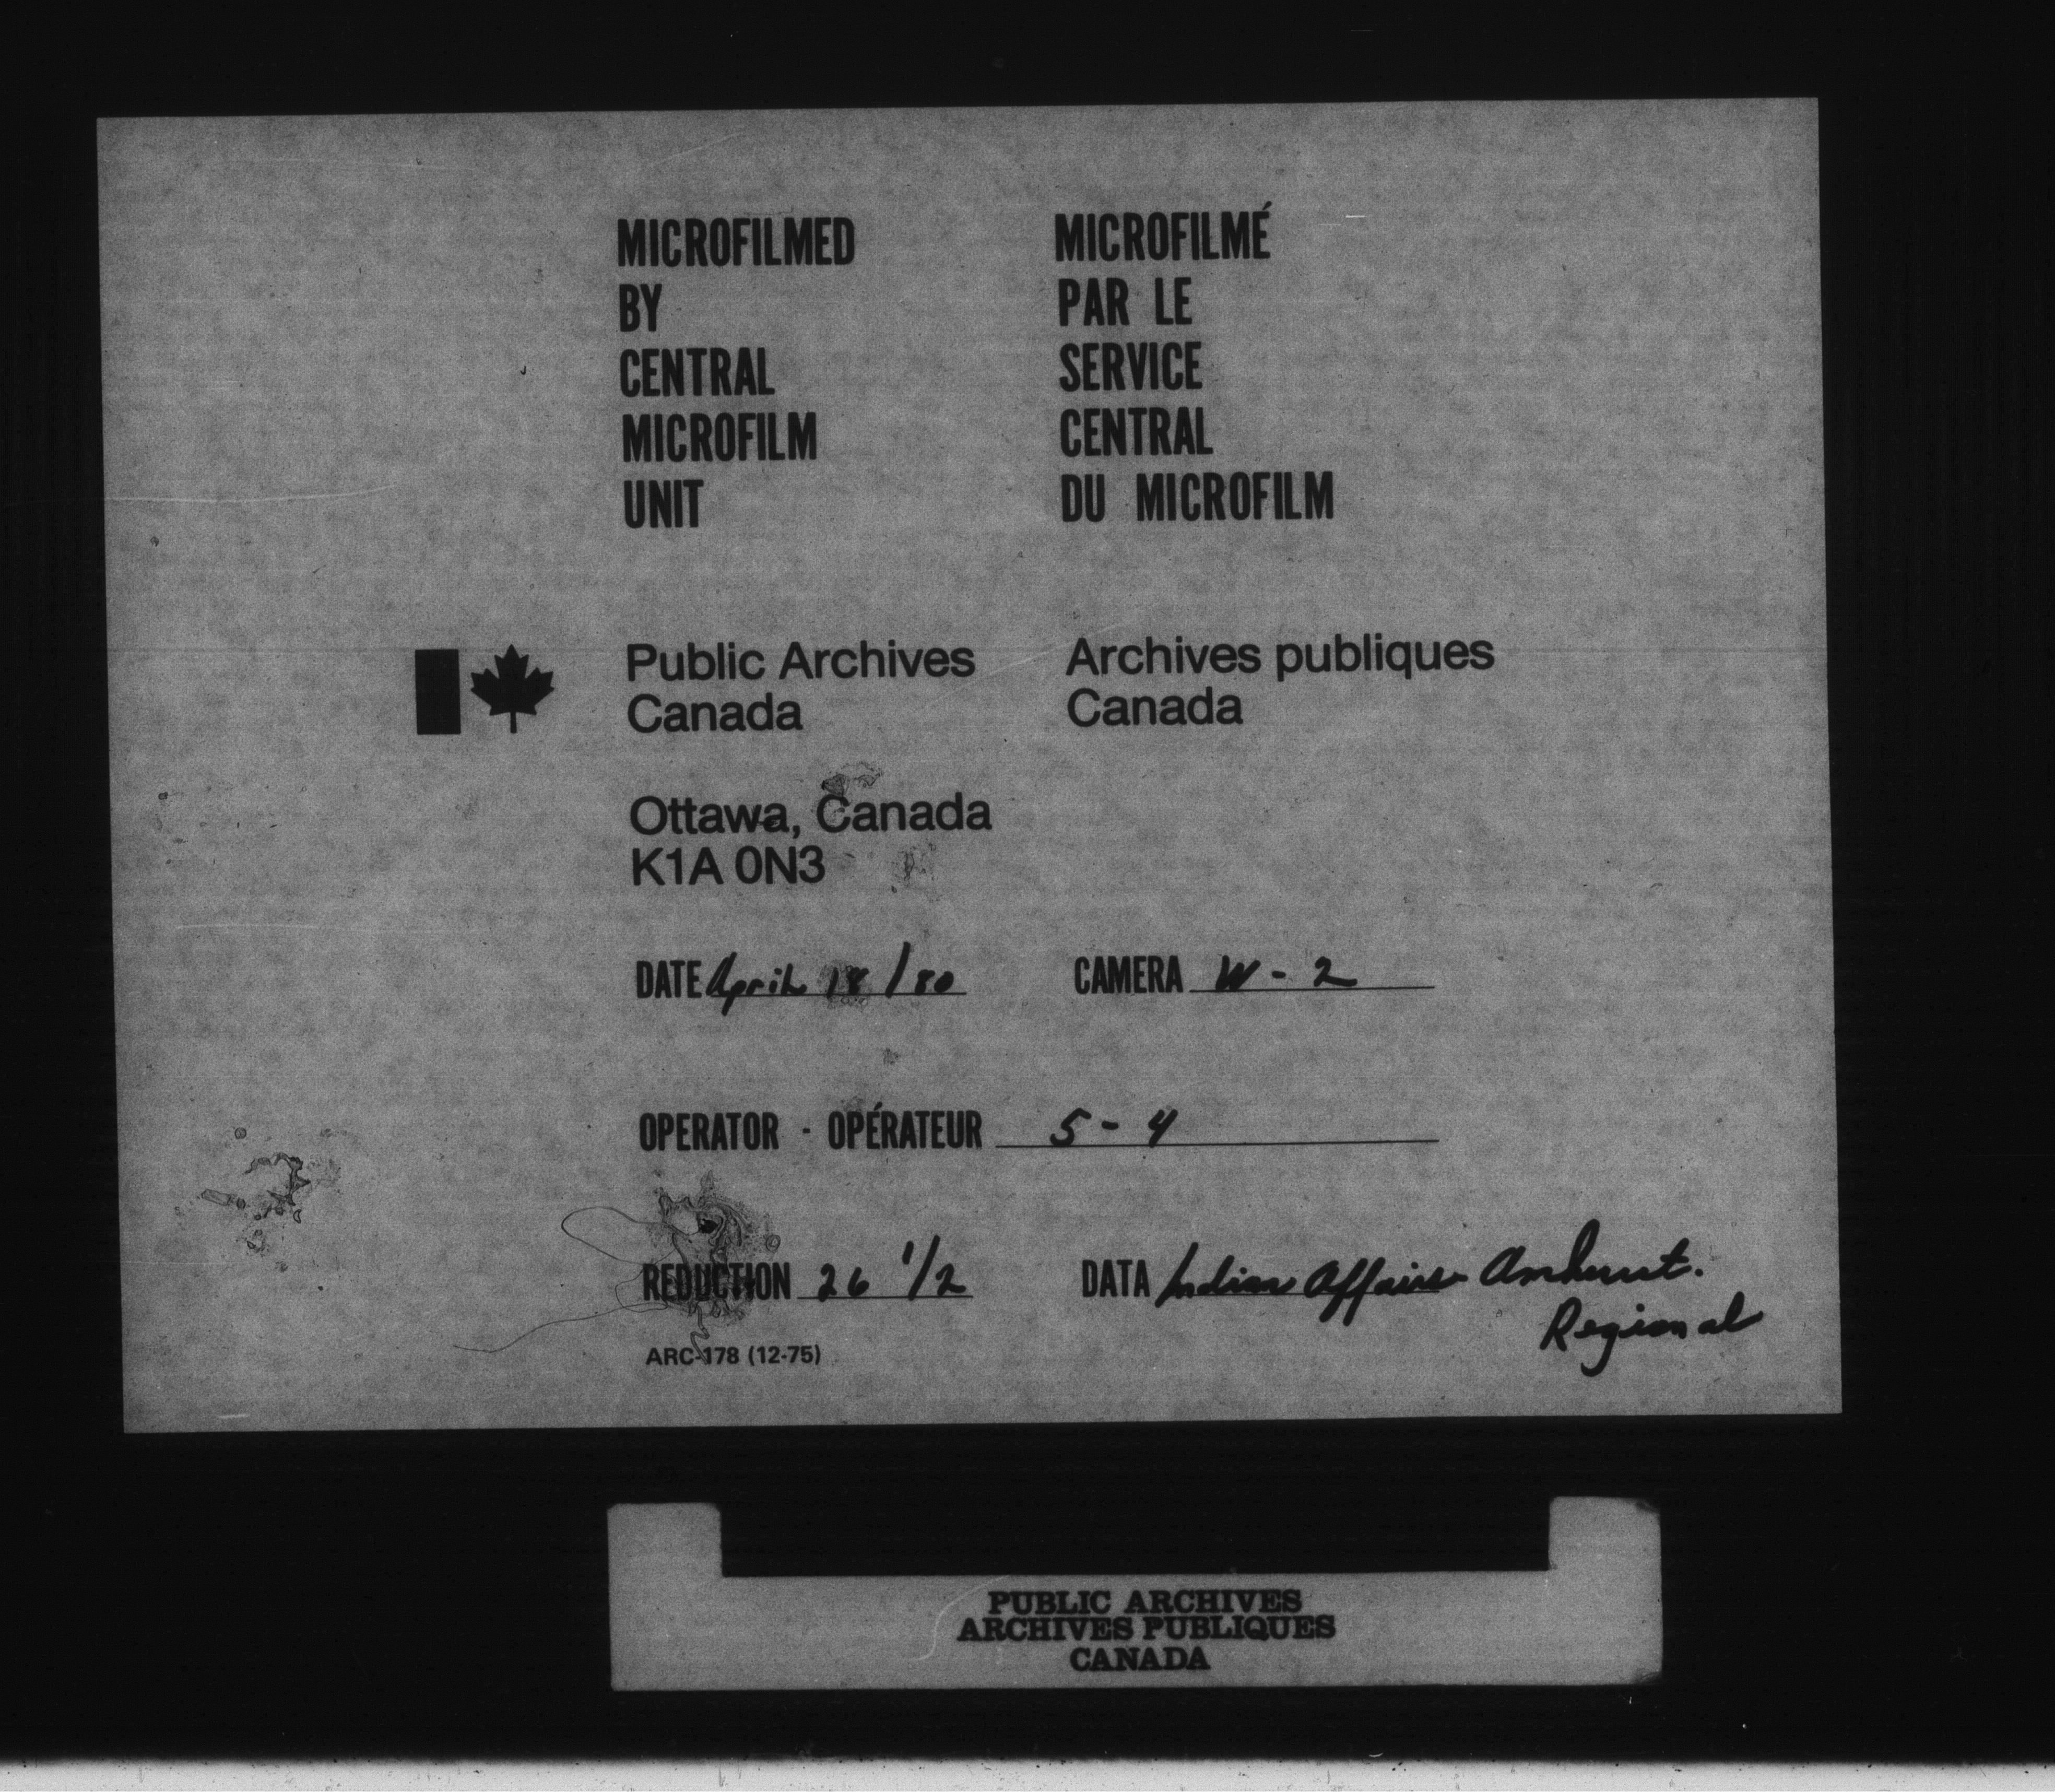 MICROFILMED
BY
CENTRAL
MICROFILM
UNIT
MICROFILMÉ
PAR LE
SERVICE
CENTRAL
DU MICROFILM
Public Archives
Canada
Archives publiques
Canada
Ottawa, Canada
K1A 0N3
DATE April 18/80
CAMERA W-2
OPERATOR - OPÉRATEUR 5-4
REDUCTION 26 1/2
DATA Indian Affairs Amherst.
Regional
ARC-178 (12-75)
PUBLIC ARCHIVES
ARCHIVES PUBLIQUES
CANADA